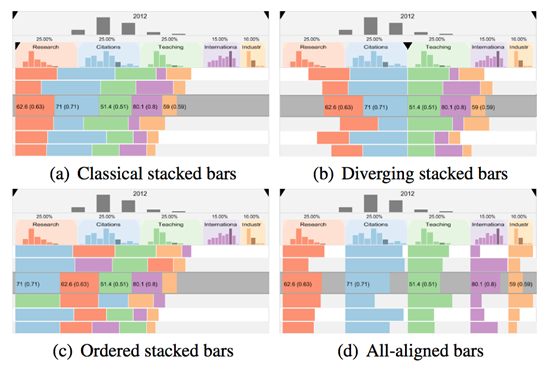 2012
25.00% 25.00% 25.00% 15.00% 10.00%
Research Citations Teaching Internationa Industr
62.6 (0.63) 71 (0.71) 51.4 (0.51) 80.1 (0.8) 59 (0.59)
(a) Classical stacked bars
2012
25.00% 25.00% 25.00% 15.00% 10.00%
Research Citations Teaching Internationa Industr
62.6 (0.63) 71 (0.71) 51.4 (0.51) 80.1 (0.8) 59 (0.59)
(b) Diverging stacked bars
2012
25.00% 25.00% 25.00% 15.00% 10.00%
Research Citations Teaching Internationa Industr
71 (0.71) 62.6 (0.63) 51.4 (0.51) 80.1 (0.8)
(c) Ordered stacked bars
2012
25.00% 25.00% 25.00% 15.00% 10.00%
Research Citations Teaching Internationa Industr
62.6 (0.63) 71 (0.71) 51.4 (0.51) 80.1 (0.8) 59 (0.59)
(d) All-aligned bars